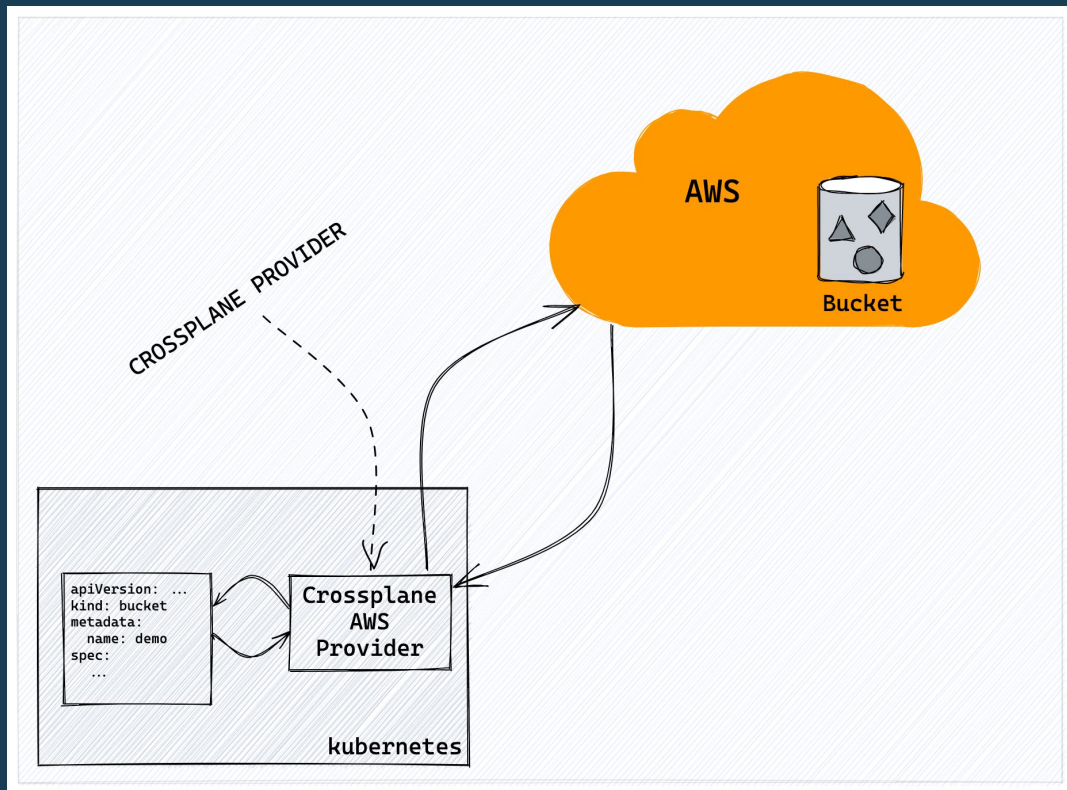 AWS
Bucket
CROSSPLANE PROVIDER
apiVersion: ...
kind: bucket
metadata:
  name: demo
spec:
  ...
Crossplane
AWS
Provider
kubernetes